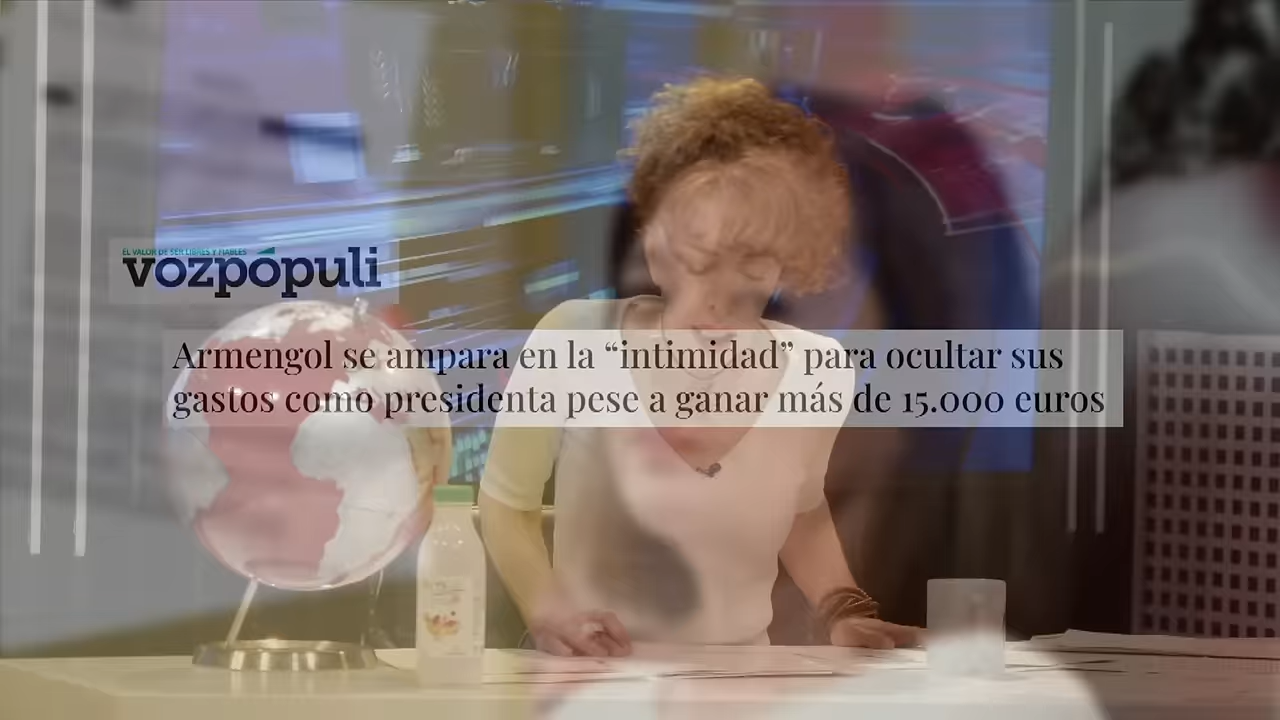 EL VALOR DE SER LIBRES Y FIABLES
vozpópuli
Armengol se ampara en la “intimidad” para ocultar sus
gastos como presidenta pese a ganar más de 15.000 euros